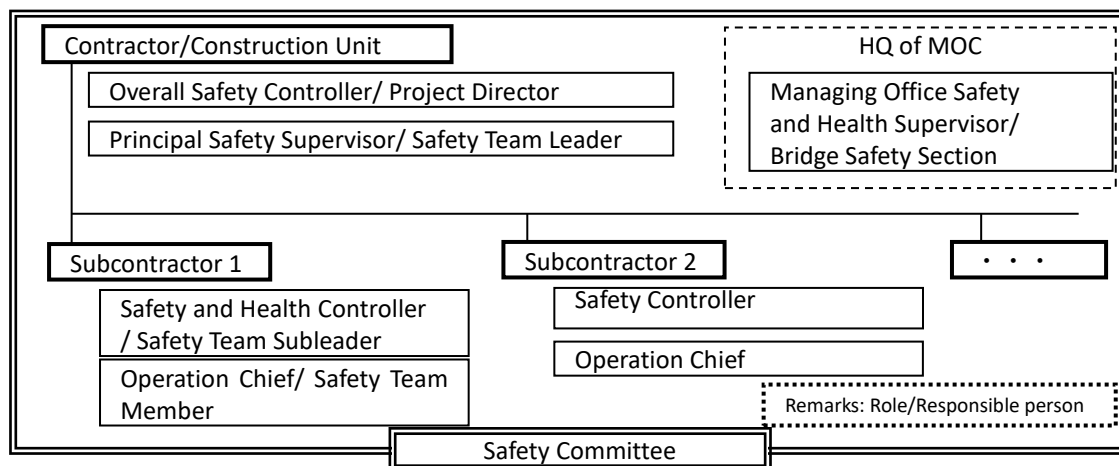 Contractor/Construction Unit
HQ of MOC
Overall Safety Controller/ Project Director
Principal Safety Supervisor/ Safety Team Leader
Managing Office Safety
and Health Supervisor/
Bridge Safety Section
Subcontractor 1
Safety and Health Controller
/ Safety Team Subleader
Operation Chief/ Safety Team
Member
Subcontractor 2
Safety Controller
Operation Chief
・・・
Remarks: Role/Responsible person
Safety Committee